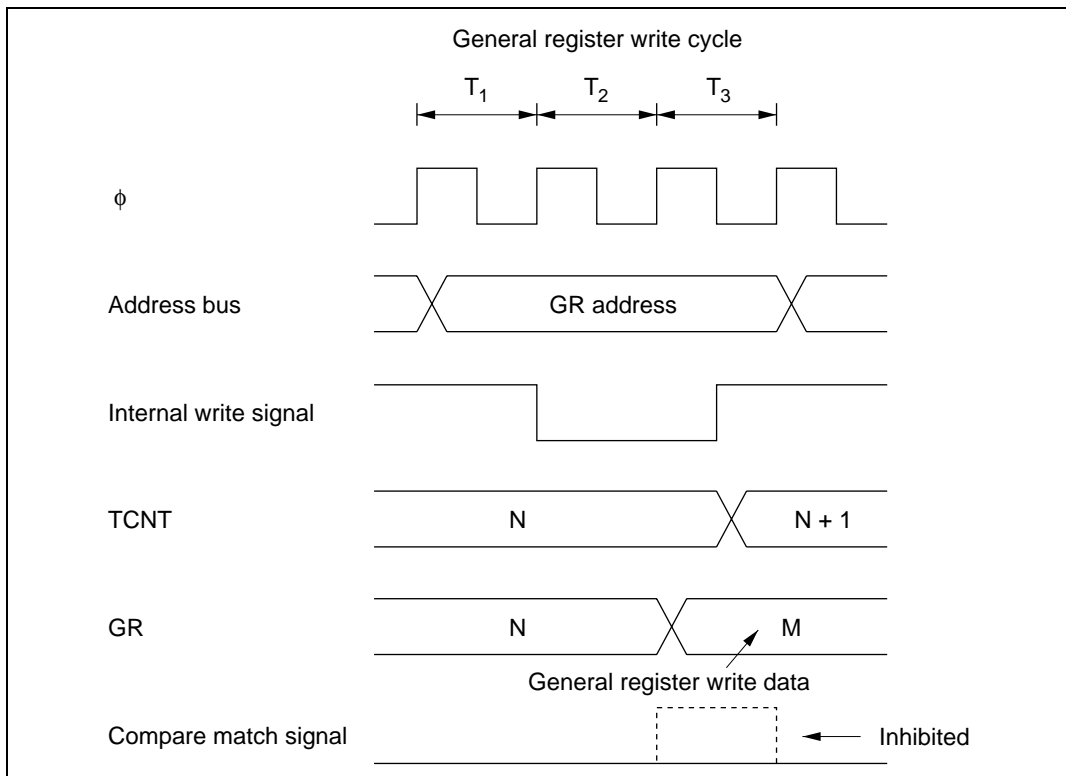 General register write cycle
T1 T2 T3
φ
Address bus
GR address
Internal write signal
TCNT
N
N + 1
GR
N
M
General register write data
Compare match signal
Inhibited